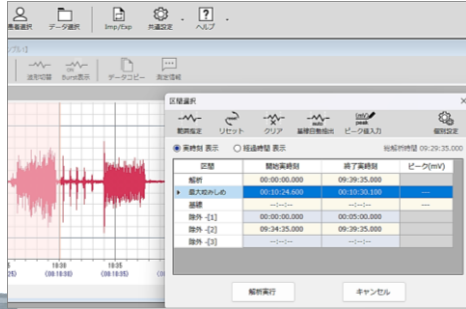 患者選択 データ選択 Imp/Exp 共通設定 ヘルプ
波形切替 Burst表示 データコピー 測定情報
区間選択
範囲指定 リセット クリア 基線自動抽出 ピーク値入力 個別設定
実時刻 表示 経過時間 表示 総解析時間 09:29:35.000
区間 開始実時刻 終了実時刻 ピーク(mV)
解析 00:00:00.000 09:39:35.000
最大咬みしめ 00:10:24.600 00:10:30.100 ---
基線 --:--:-- --:--:-- ---
除外 -[1] 00:00:00.000 00:05:00.000
除外 -[2] 09:34:35.000 09:39:35.000
除外 -[3] --:--:-- --:--:--
解析実行 キャンセル